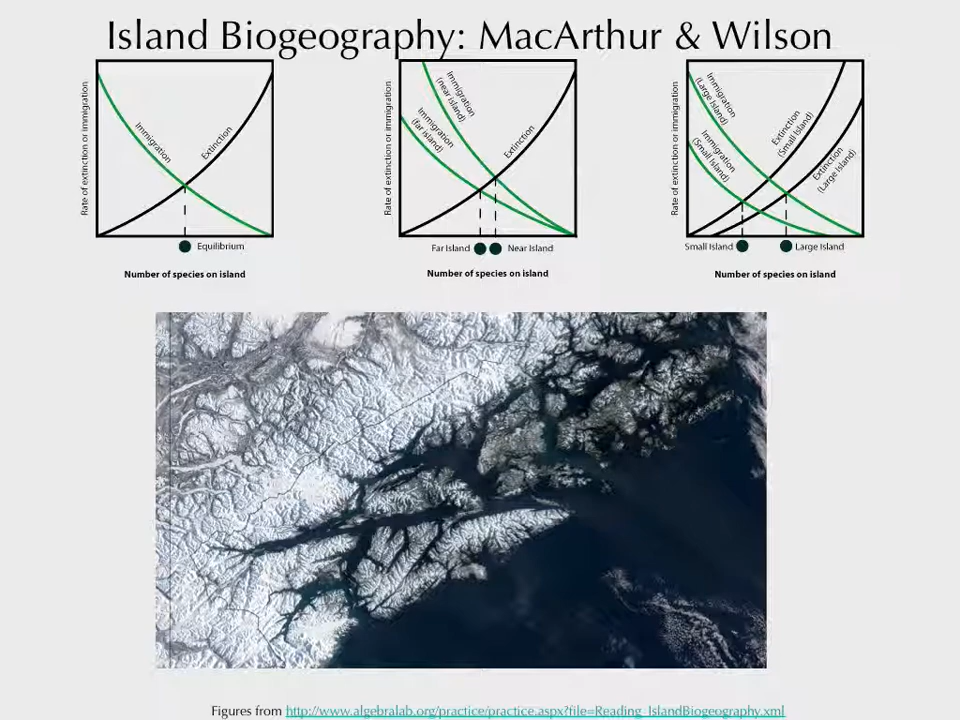 Island Biogeography: MacArthur & Wilson
Rate of extinction or immigration
Immigration
Extinction
Equilibrium
Number of species on island
Rate of extinction or immigration
Immigration
(near island)
Immigration
(far island)
Extinction
Far Island
Near Island
Number of species on island
Rate of extinction or immigration
Immigration
(Large Island)
Immigration
(Small Island)
Extinction
(Small Island)
Extinction
(Large Island)
Small Island
Large Island
Number of species on island
Figures from http://www.algebralab.org/practice/practice.aspx?file=Reading_IslandBiogeography.xml